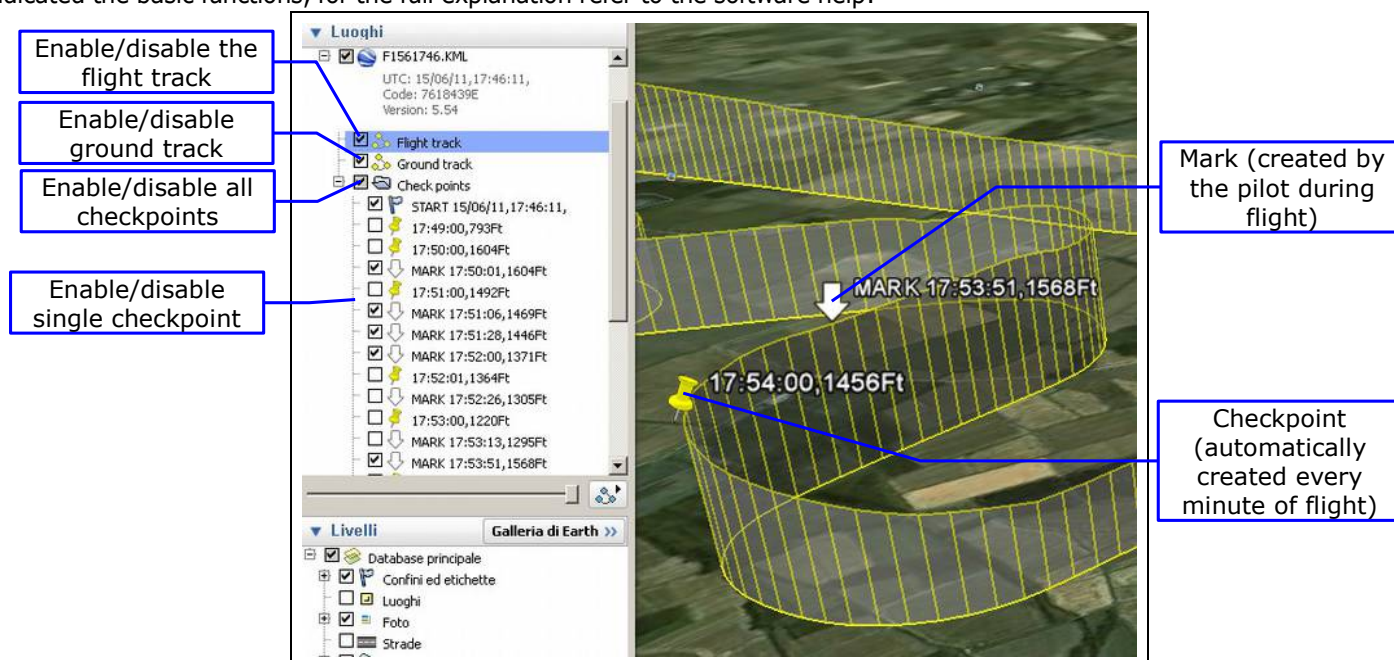 dicated the basic functions, for the full explanation refer to the software help.
Enable/disable the
flight track
Enable/disable
ground track
Enable/disable all
checkpoints
Enable/disable
single checkpoint
Luoghi
F1561746.KML
UTC: 15/06/11,17:46:11,
Code: 7618439E
Version: 5.54
Flight track
Ground track
Check points
START 15/06/11,17:46:11,
17:49:00,793Ft
17:50:00,1604Ft
MARK 17:50:01,1604Ft
17:51:00,1492Ft
MARK 17:51:06,1469Ft
MARK 17:51:28,1446Ft
MARK 17:52:00,1371Ft
17:52:01,1364Ft
MARK 17:52:26,1305Ft
17:53:00,1220Ft
MARK 17:53:13,1295Ft
MARK 17:53:51,1568Ft
Livelli
Galleria di Earth >>
Database principale
Confini ed etichette
Luoghi
Foto
Strade
MARK 17:53:51,1568Ft
17:54:00,1456Ft
Mark (created by
the pilot during
flight)
Checkpoint
(automatically
created every
minute of flight)